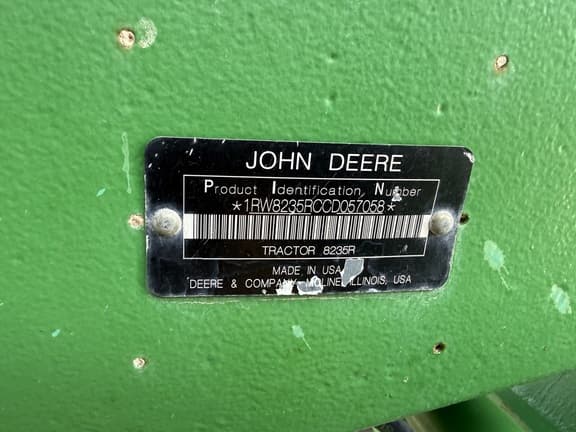 JOHN DEERE
Product Identification Number
*1RW8235RCCD057058*
TRACTOR 8235R
MADE IN USA
DEERE & COMPANY MOLINE, ILLINOIS, USA